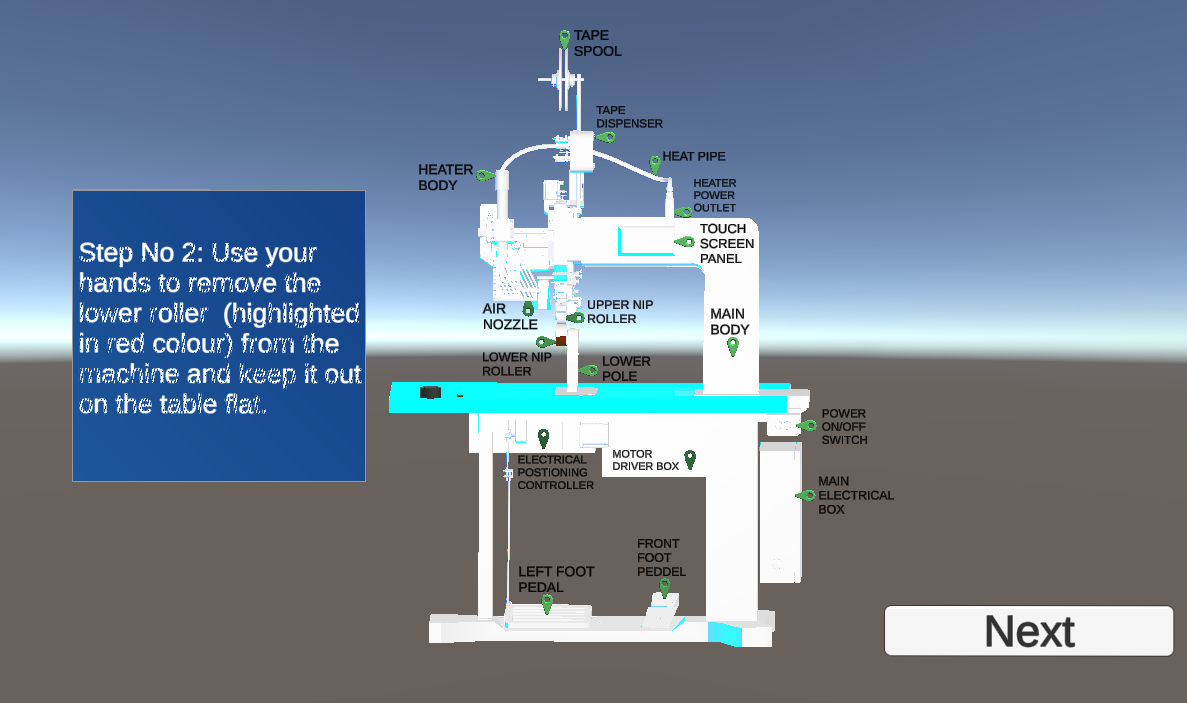 TAPE
SPOOL
TAPE
DISPENSER
HEAT PIPE
HEATER
BODY
HEATER
POWER
OUTLET
TOUCH
SCREEN
PANEL
Step No 2: Use your
hands to remove the
lower roller (highlighted
in red colour) from the
machine and keep it out
on the table flat.
AIR
NOZZLE
UPPER NIP
ROLLER
MAIN
BODY
LOWER NIP
ROLLER
LOWER
POLE
POWER
ON/OFF
SWITCH
ELECTRICAL
POSTIONING
CONTROLLER
MOTOR
DRIVER BOX
MAIN
ELECTRICAL
BOX
LEFT FOOT
PEDAL
FRONT
FOOT
PEDDEL
Next